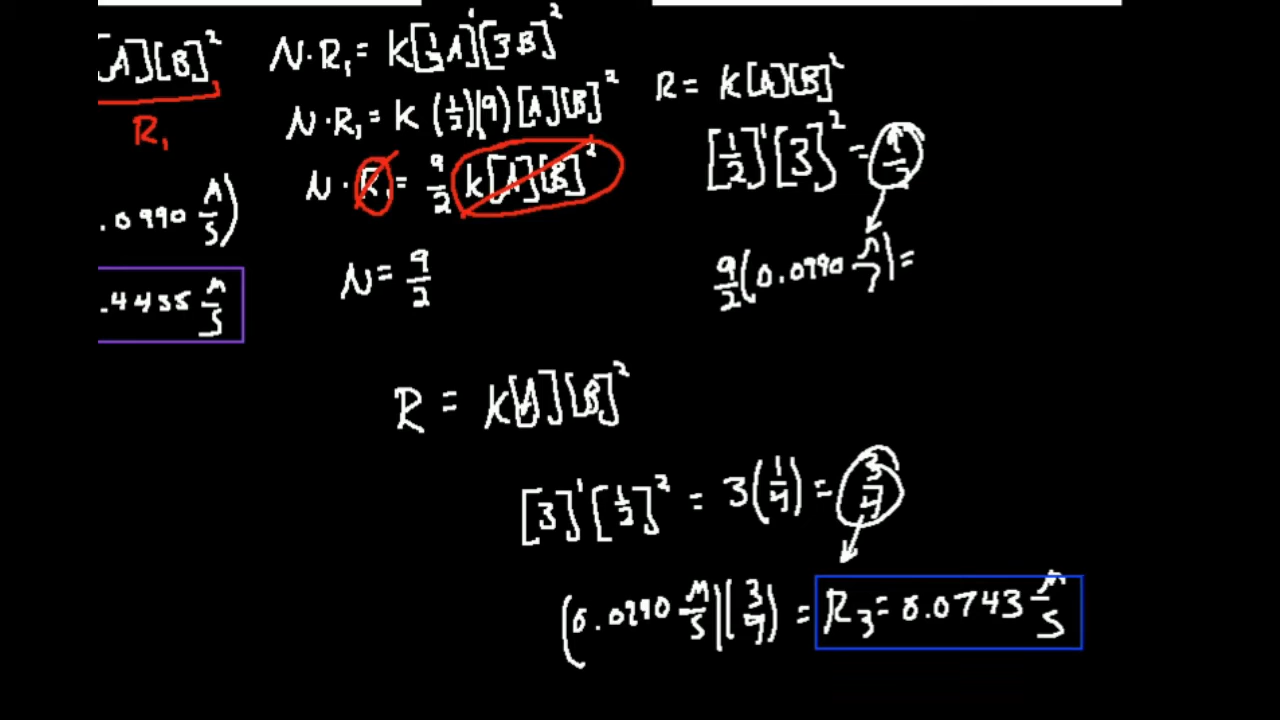 [A][B]²
R₁
.0990 M/S)
.4455 M/S
N·R₁ = k[½A]¹[3B]²
N·R₁ = k(½)(9)[A][B]²
N·R₁ = 9/2 k[A][B]²
N = 9/2
R = k[A][B]²
[½]¹[3]² = 9/2
9/2(0.0990 M/S) =
R = k[A][B]²
[3]¹[½]² = 3(¼) = 3/4
(0.0990 M/S)(3/4) = R₃ = 0.0743 M/S